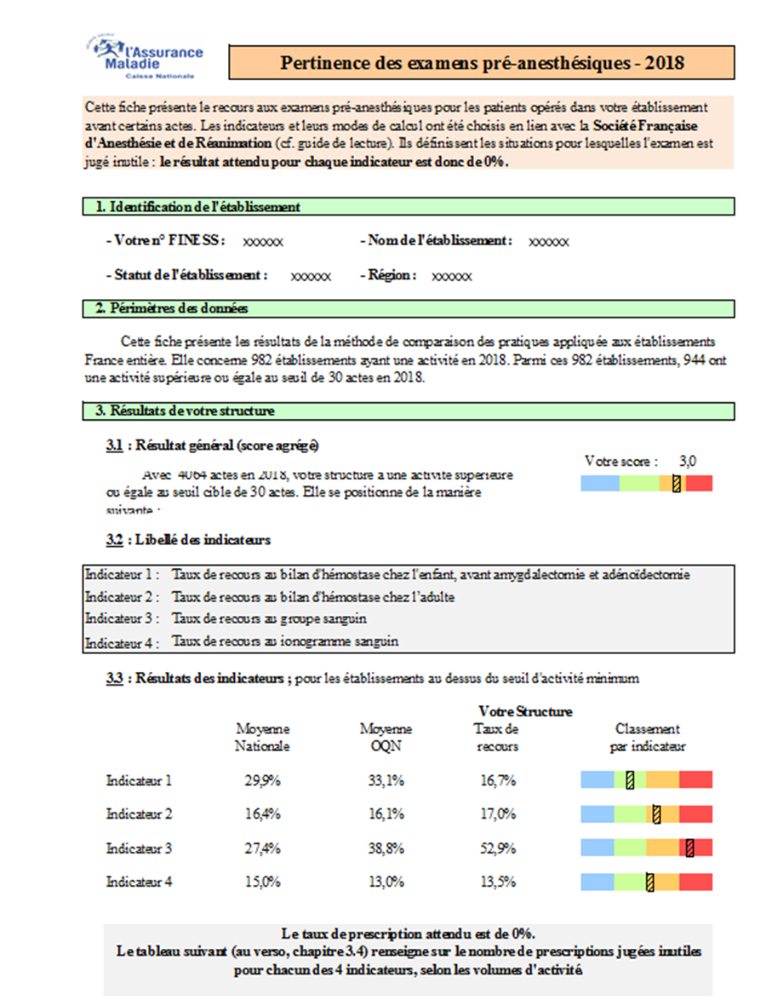 l'Assurance
Maladie
Caisse Nationale
Pertinence des examens pré-anesthésiques - 2018
Cette fiche présente le recours aux examens pré-anesthésiques pour les patients opérés dans votre établissement
avant certains actes. Les indicateurs et leurs modes de calcul ont été choisis en lien avec la Société Française
d'Anesthésie et de Réanimation (cf. guide de lecture). Ils définissent les situations pour lesquelles l'examen est
jugé inutile : le résultat attendu pour chaque indicateur est donc de 0%.
1. Identification de l'établissement
- Votre n° FINESS : xxxxxx - Nom de l'établissement : xxxxxx
- Statut de l'établissement : xxxxxx - Région : xxxxxx
2. Périmètres des données
Cette fiche présente les résultats de la méthode de comparaison des pratiques appliquée aux établissements
France entière. Elle concerne 982 établissements ayant une activité en 2018. Parmi ces 982 établissements, 944 ont
une activité supérieure ou égale au seuil de 30 actes en 2018.
3. Résultats de votre structure
3.1 : Résultat général (score agrégé)
Votre score : 3,0
Avec 4064 actes en 2018, votre structure a une activité supérieure
ou égale au seuil cible de 30 actes. Elle se positionne de la manière
suivante :
3.2 : Libellé des indicateurs
Indicateur 1 : Taux de recours au bilan d'hémostase chez l'enfant, avant amygdalectomie et adénoïdectomie
Indicateur 2 : Taux de recours au bilan d'hémostase chez l'adulte
Indicateur 3 : Taux de recours au groupe sanguin
Indicateur 4 : Taux de recours au ionogramme sanguin
3.3 : Résultats des indicateurs ; pour les établissements au dessus du seuil d'activité minimum
Votre Structure
Moyenne Moyenne Taux de Classement
Nationale OQN recours par indicateur
Indicateur 1 29,9% 33,1% 16,7%
Indicateur 2 16,4% 16,1% 17,0%
Indicateur 3 27,4% 38,8% 52,9%
Indicateur 4 15,0% 13,0% 13,5%
Le taux de prescription attendu est de 0%.
Le tableau suivant (au verso, chapitre 3.4) renseigne sur le nombre de prescriptions jugées inutiles
pour chacun des 4 indicateurs, selon les volumes d'activité